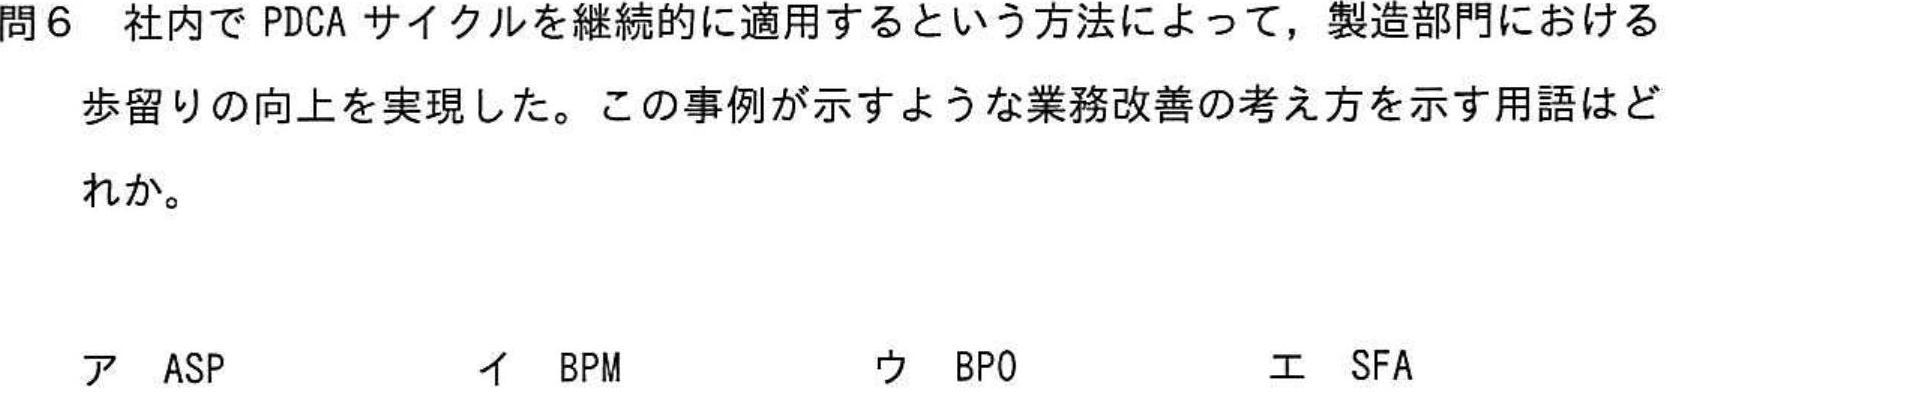 問6 社内で PDCA サイクルを継続的に適用するという方法によって，製造部門における
歩留りの向上を実現した。この事例が示すような業務改善の考え方を示す用語はど
れか。
ア ASP イ BPM ウ BPO エ SFA